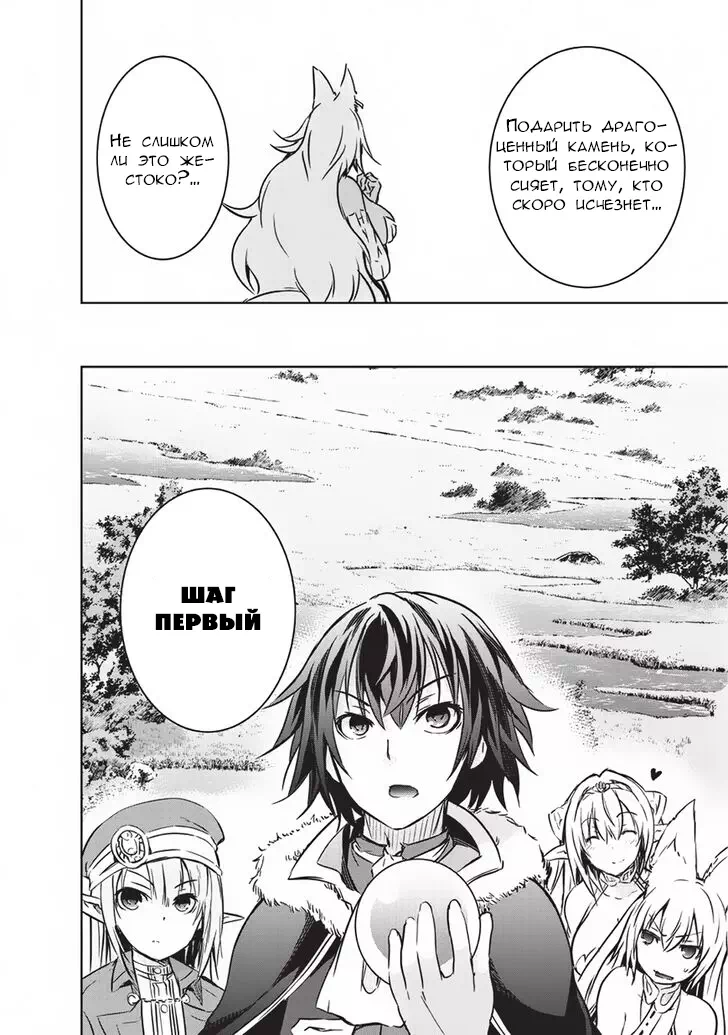 Подарить драго-
ценный камень, ко-
торый бесконечно
сияет, тому, кто
скоро исчезнет...
Не слишком
ли это же-
стоко?...
Шаг
первый